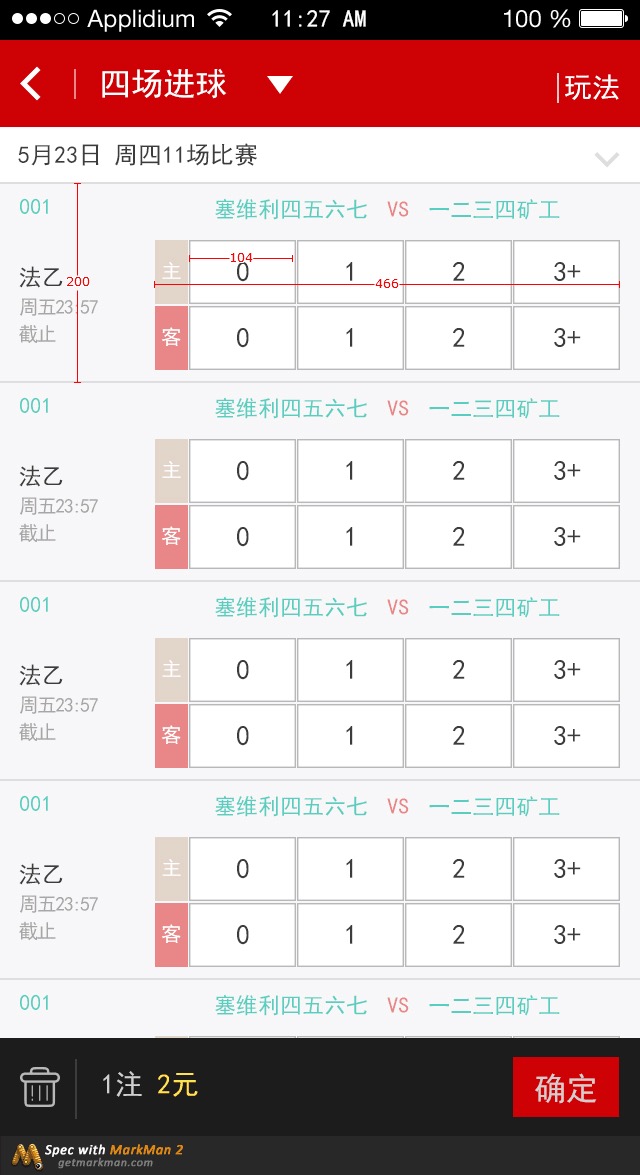 Applidium 11:27 AM 100 %
四场进球 玩法
5月23日 周四11场比赛
001 塞维利四五六七 VS 一二三四矿工
法乙
周五23:57
截止
200
主 0 1 2 3+
104
466
客 0 1 2 3+
001 塞维利四五六七 VS 一二三四矿工
法乙
周五23:57
截止
主 0 1 2 3+
客 0 1 2 3+
001 塞维利四五六七 VS 一二三四矿工
法乙
周五23:57
截止
主 0 1 2 3+
客 0 1 2 3+
001 塞维利四五六七 VS 一二三四矿工
法乙
周五23:57
截止
主 0 1 2 3+
客 0 1 2 3+
001 塞维利四五六七 VS 一二三四矿工
1注 2元 确定
Spec with MarkMan 2
getmarkman.com